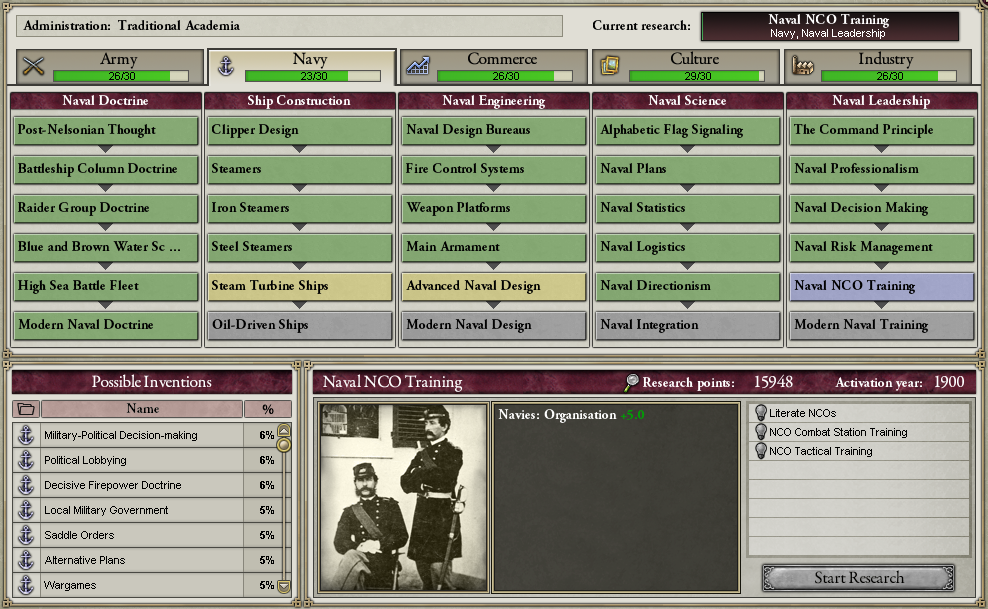 Administration: Traditional Academia
Current research:
Naval NCO Training
Navy, Naval Leadership
Army
26/30
Navy
23/30
Commerce
26/30
Culture
29/30
Industry
26/30
Naval Doctrine
Ship Construction
Naval Engineering
Naval Science
Naval Leadership
Post-Nelsonian Thought
Clipper Design
Naval Design Bureaus
Alphabetic Flag Signaling
The Command Principle
Battleship Column Doctrine
Steamers
Fire Control Systems
Naval Plans
Naval Professionalism
Raider Group Doctrine
Iron Steamers
Weapon Platforms
Naval Statistics
Naval Decision Making
Blue and Brown Water Sc ...
Steel Steamers
Main Armament
Naval Logistics
Naval Risk Management
High Sea Battle Fleet
Steam Turbine Ships
Advanced Naval Design
Naval Directionism
Naval NCO Training
Modern Naval Doctrine
Oil-Driven Ships
Modern Naval Design
Naval Integration
Modern Naval Training
Possible Inventions
Name %
Military-Political Decision-making 6%
Political Lobbying 6%
Decisive Firepower Doctrine 6%
Local Military Government 5%
Saddle Orders 5%
Alternative Plans 5%
Wargames 5%
Naval NCO Training
Research points: 15948
Activation year: 1900
Navies: Organisation +5.0
Literate NCOs
NCO Combat Station Training
NCO Tactical Training
Start Research